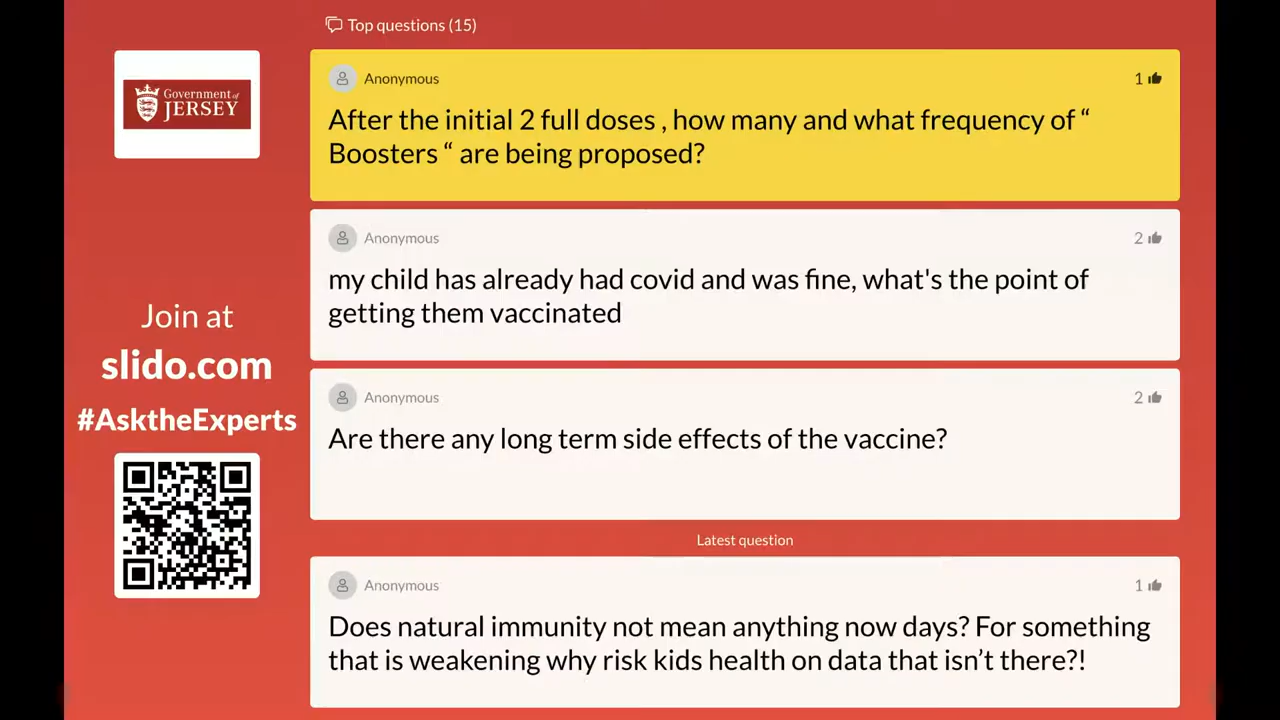 Top questions (15)
Government of
JERSEY
Anonymous
1
After the initial 2 full doses , how many and what frequency of “
Boosters “ are being proposed?
Anonymous
2
my child has already had covid and was fine, what's the point of
getting them vaccinated
Join at
slido.com
#AsktheExperts
Anonymous
2
Are there any long term side effects of the vaccine?
Latest question
Anonymous
1
Does natural immunity not mean anything now days? For something
that is weakening why risk kids health on data that isn’t there?!